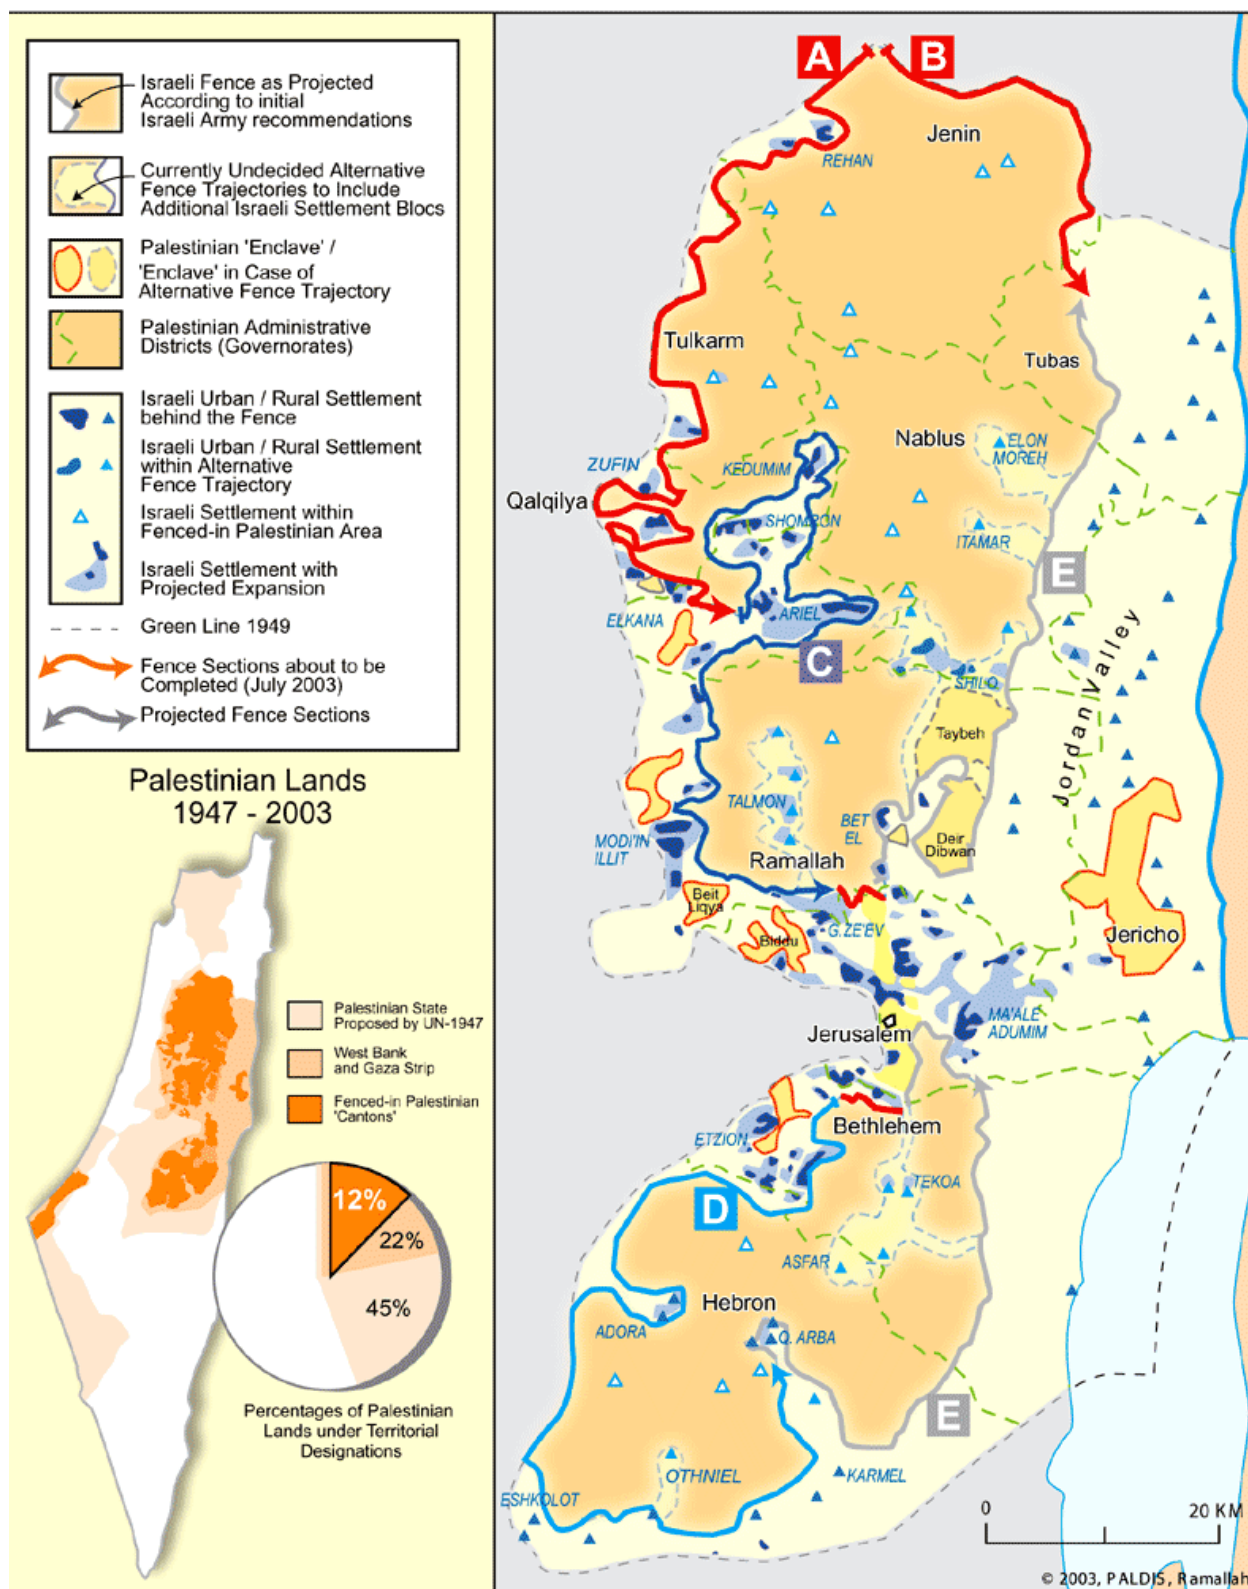 Israeli Fence as Projected
According to initial
Israeli Army recommendations
Currently Undecided Alternative
Fence Trajectories to Include
Additional Israeli Settlement Blocs
Palestinian 'Enclave' /
'Enclave' in Case of
Alternative Fence Trajectory
Palestinian Administrative
Districts (Governorates)
Israeli Urban / Rural Settlement
behind the Fence
Israeli Urban / Rural Settlement
within Alternative
Fence Trajectory
Israeli Settlement within
Fenced-in Palestinian Area
Israeli Settlement with
Projected Expansion
Green Line 1949
Fence Sections about to be
Completed (July 2003)
Projected Fence Sections
Palestinian Lands
1947 - 2003
Palestinian State
Proposed by UN-1947
West Bank
and Gaza Strip
Fenced-in Palestinian
'Cantons'
12%
22%
45%
Percentages of Palestinian
Lands under Territorial
Designations
A
B
Jenin
REHAN
Tulkarm
Tubas
Nablus
ELON
MOREH
ZUFIN
KEDUMIM
Qalqilya
SHOMRON
ITAMAR
E
ELKANA
ARIEL
C
SHILO
Jordan Valley
Taybeh
TALMON
BET
EL
MODI'IN
ILLIT
Deir
Dibwan
Ramallah
Beit
Liqya
G.ZE'EV
Biddu
Jericho
MA'ALE
ADUMIM
Jerusalem
Bethlehem
ETZION
TEKOA
D
ASFAR
Hebron
ADORA
Q. ARBA
E
OTHNIEL
KARMEL
ESHKOLOT
0
20 KM
© 2003, PALDIS, Ramallah